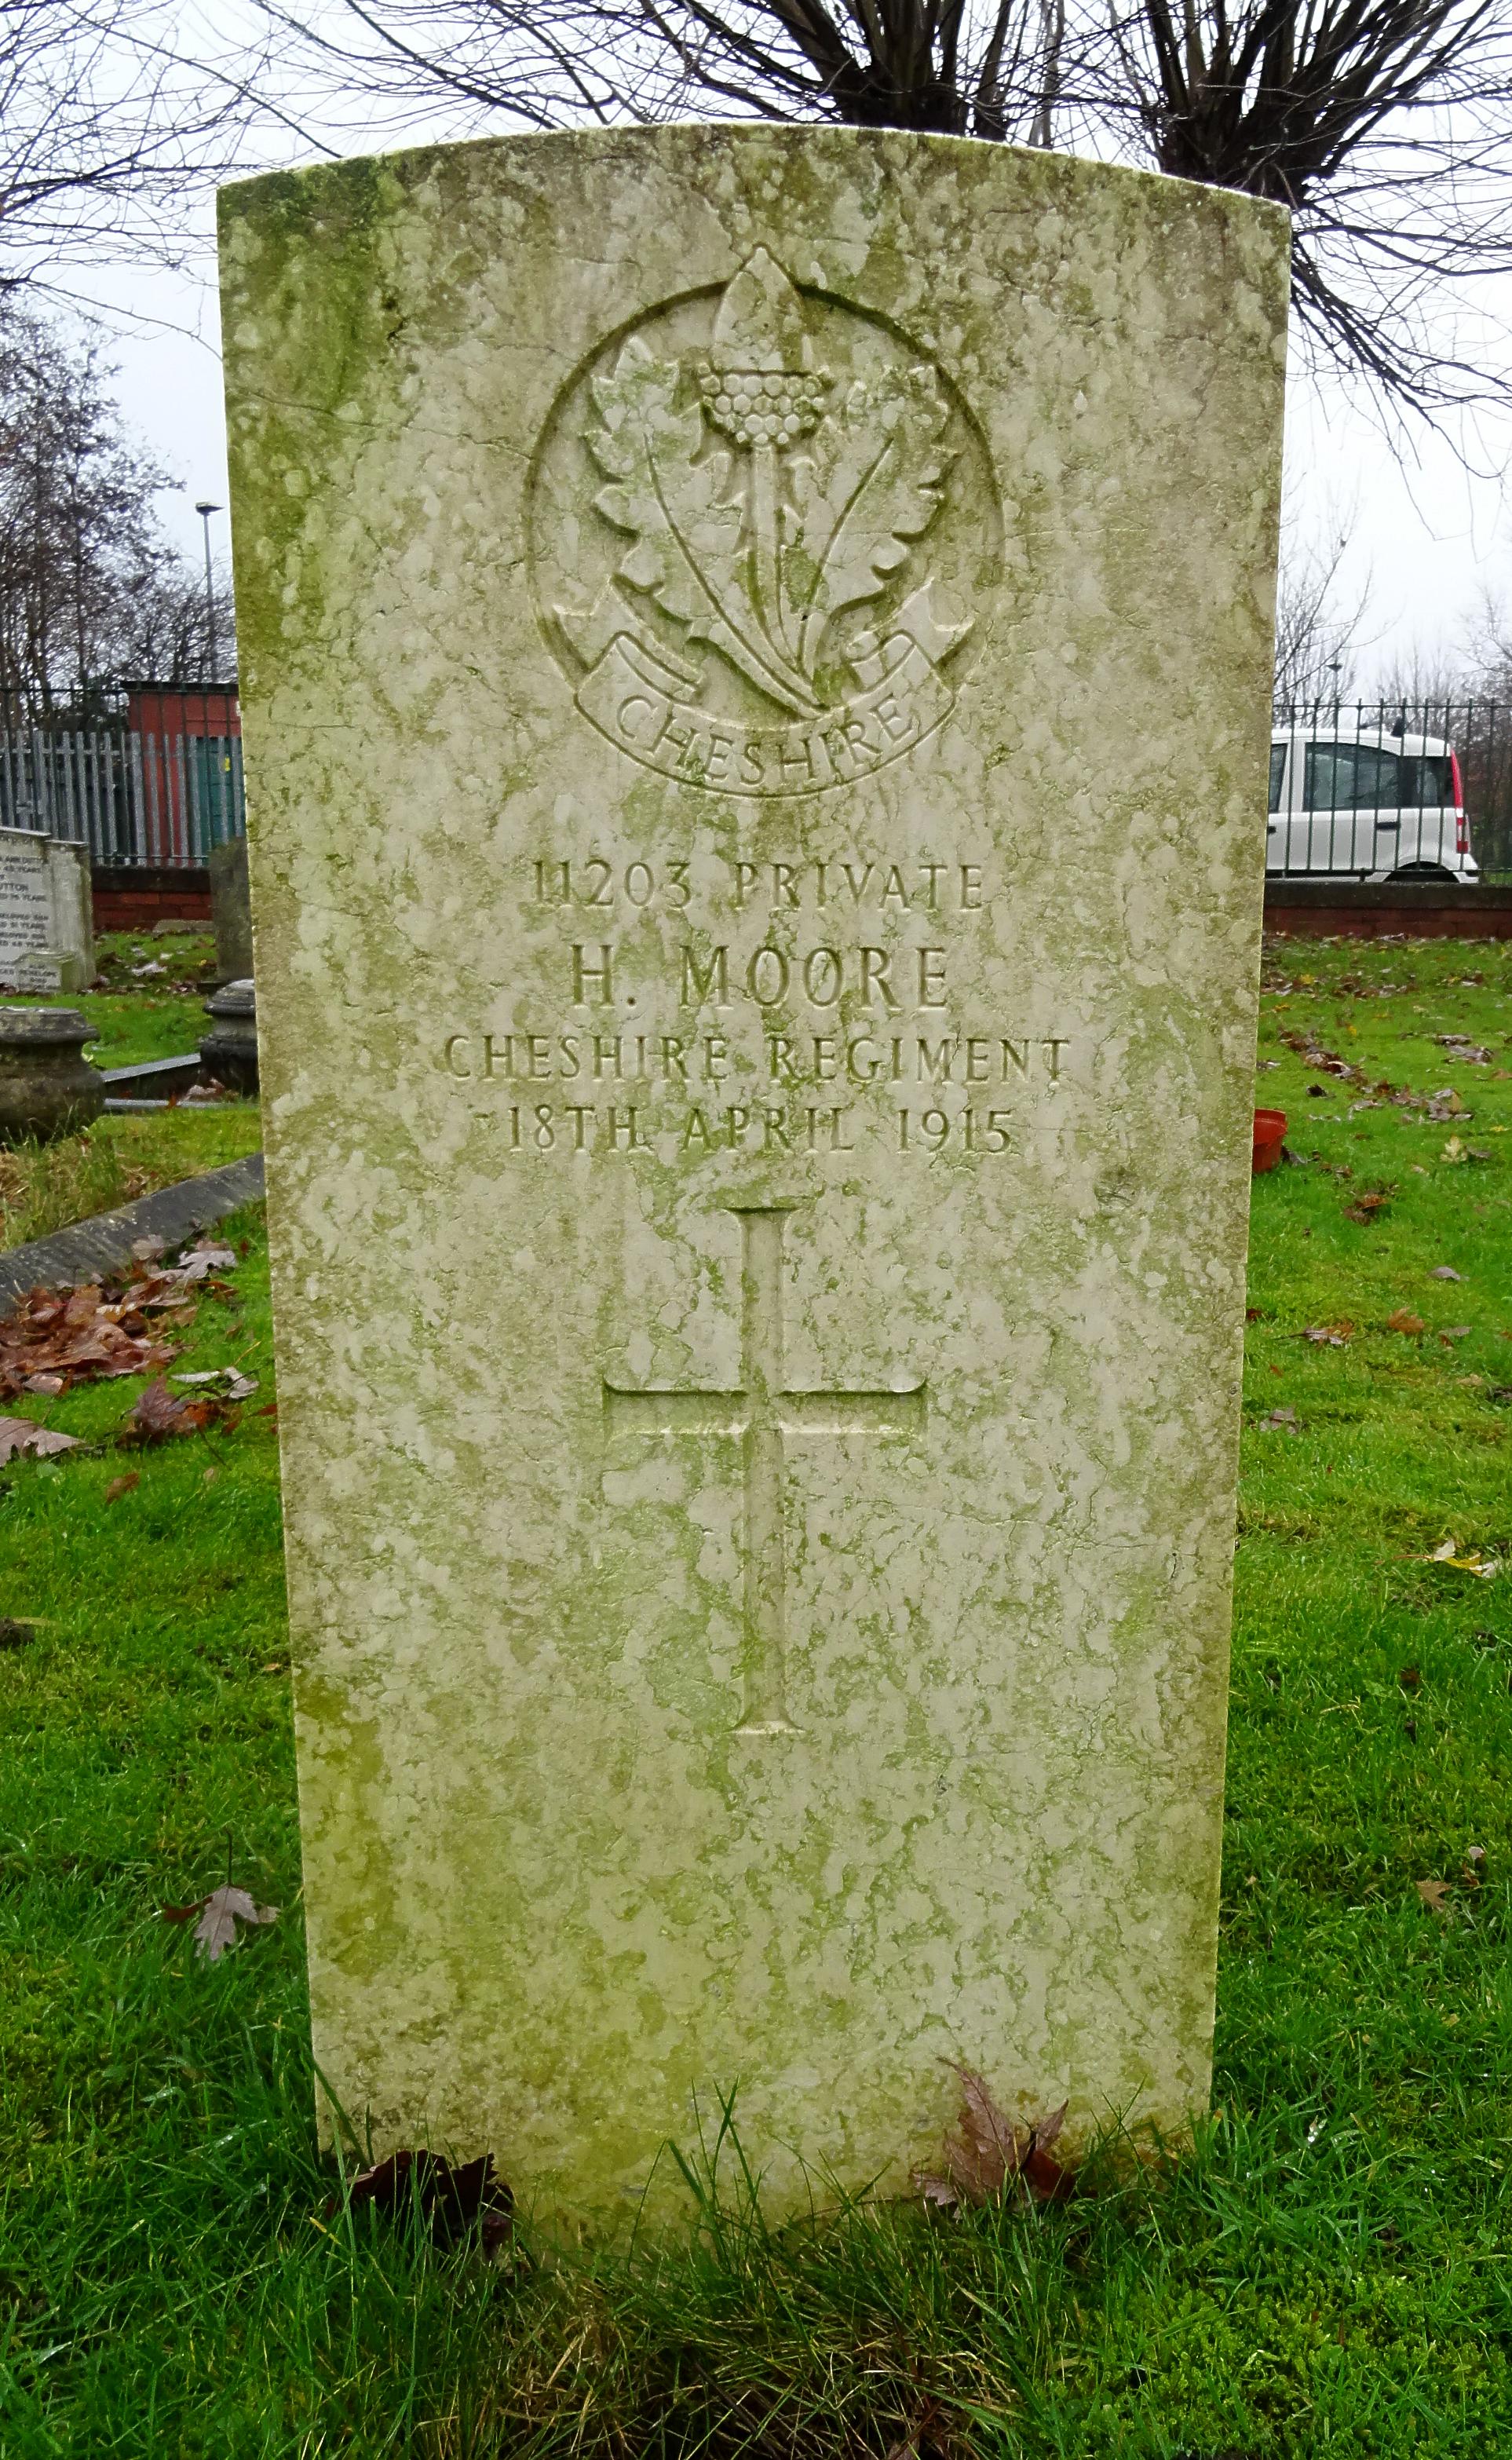 CHESHIRE
11203 PRIVATE
H. MOORE
CHESHIRE REGIMENT
18TH APRIL 1915